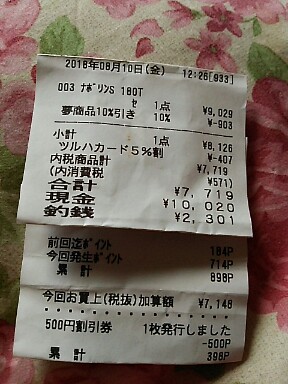 2018年08月10日(金) 12:26[933]
003 ナボリンS 180T
セ 1点 ¥9,029
夢商品10%引き 10% ¥-903
小計 1点 ¥8,126
ツルハカード5%割 ¥-407
内税商品計 ¥7,719
(内消費税 ¥571)
合計 ¥7,719
現金 ¥10,020
釣銭 ¥2,301
前回迄ポイント 184P
今回発生ポイント 714P
累計 898P
今回お買上(税抜)加算額 ¥7,148
500円割引券 1枚発行しました
-500P
累計 398P